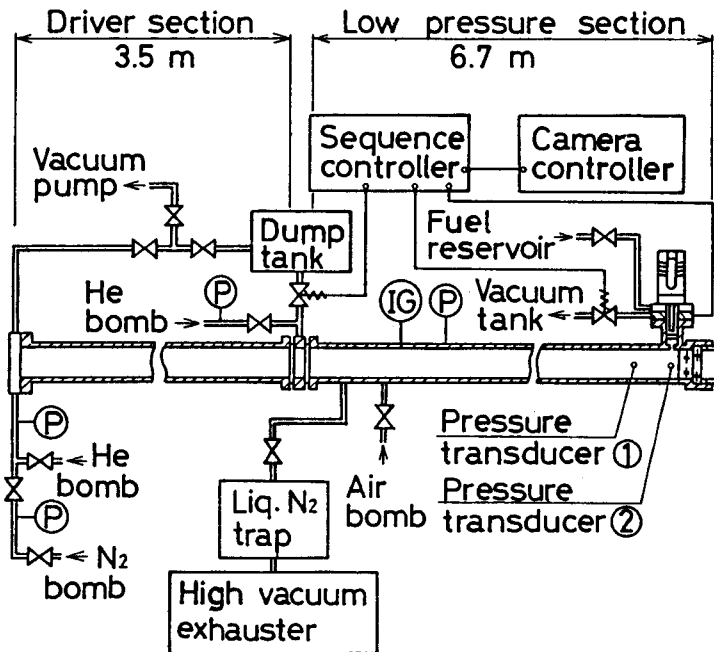 Driver section
3.5 m
Low pressure section
6.7 m
Sequence
controller
Camera
controller
Vacuum
pump
Dump
tank
Fuel
reservoir
He
bomb
P
IG
P
Vacuum
tank
P
He
bomb
P
N2
bomb
Liq. N2
trap
Air
bomb
Pressure
transducer ①
Pressure
transducer ②
High vacuum
exhauster